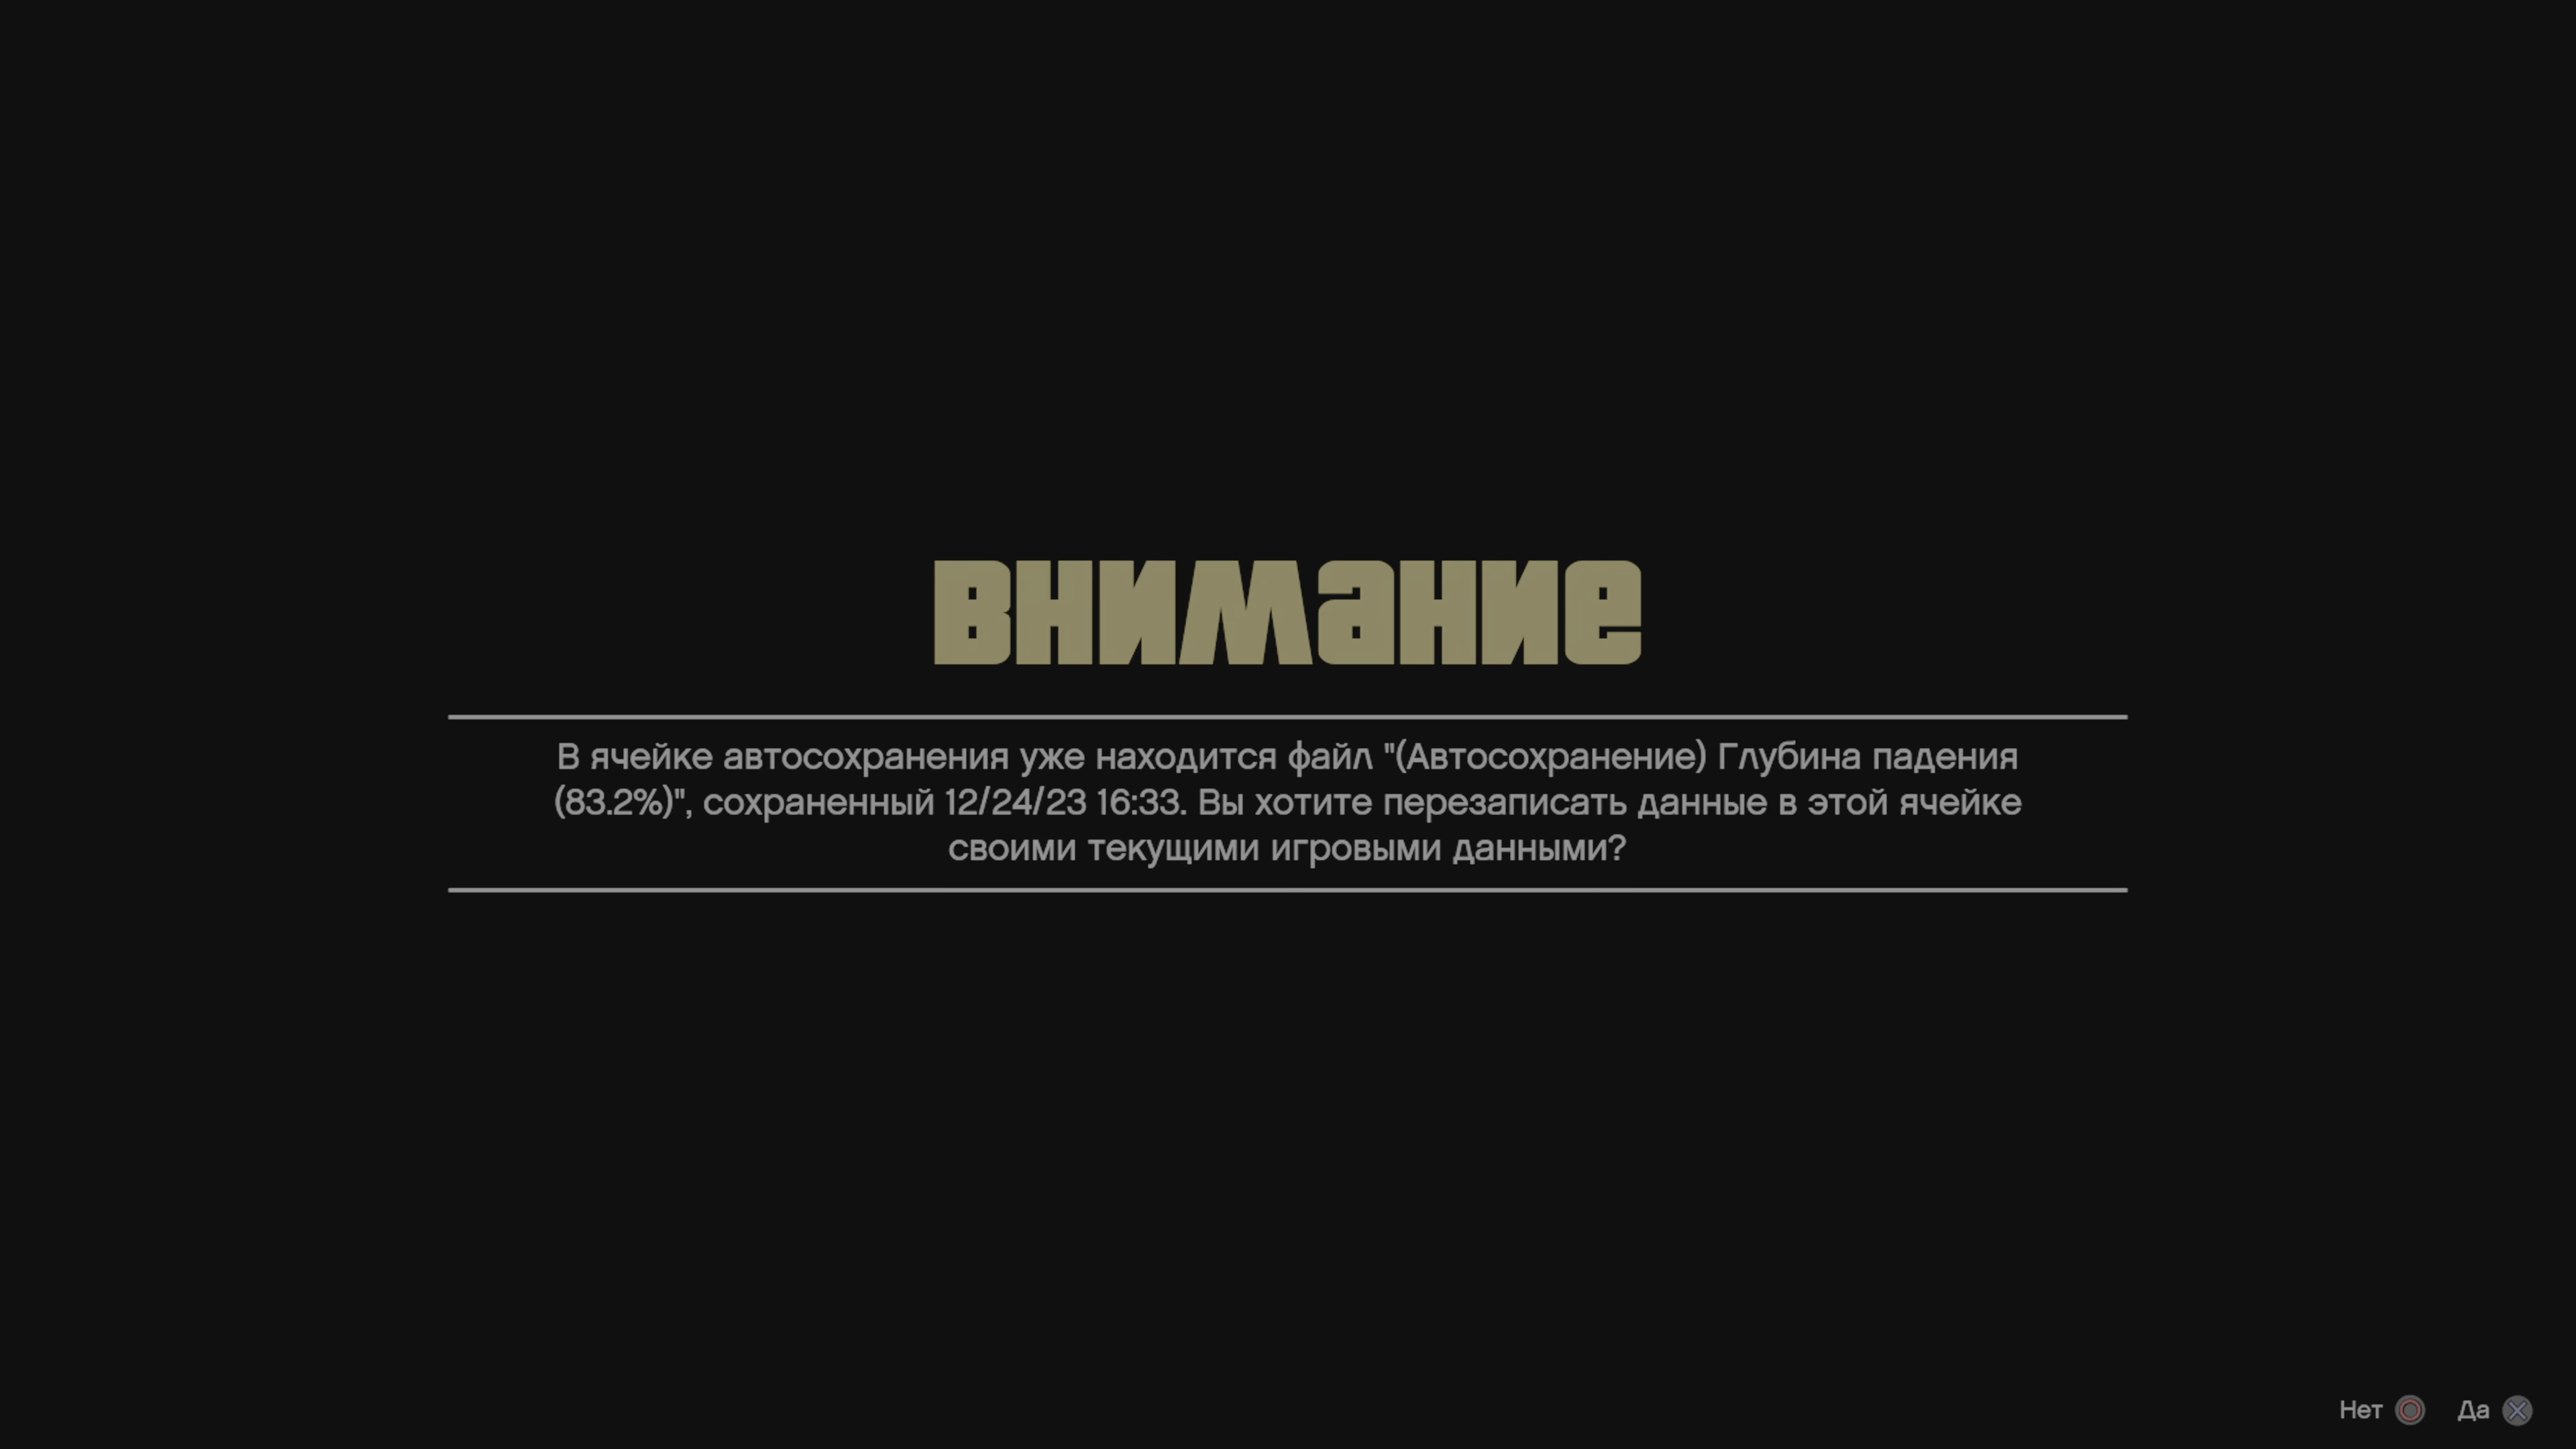 внимание
В ячейке автосохранения уже находится файл "(Автосохранение) Глубина падения
(83.2%)", сохраненный 12/24/23 16:33. Вы хотите перезаписать данные в этой ячейке
своими текущими игровыми данными?
Нет Да